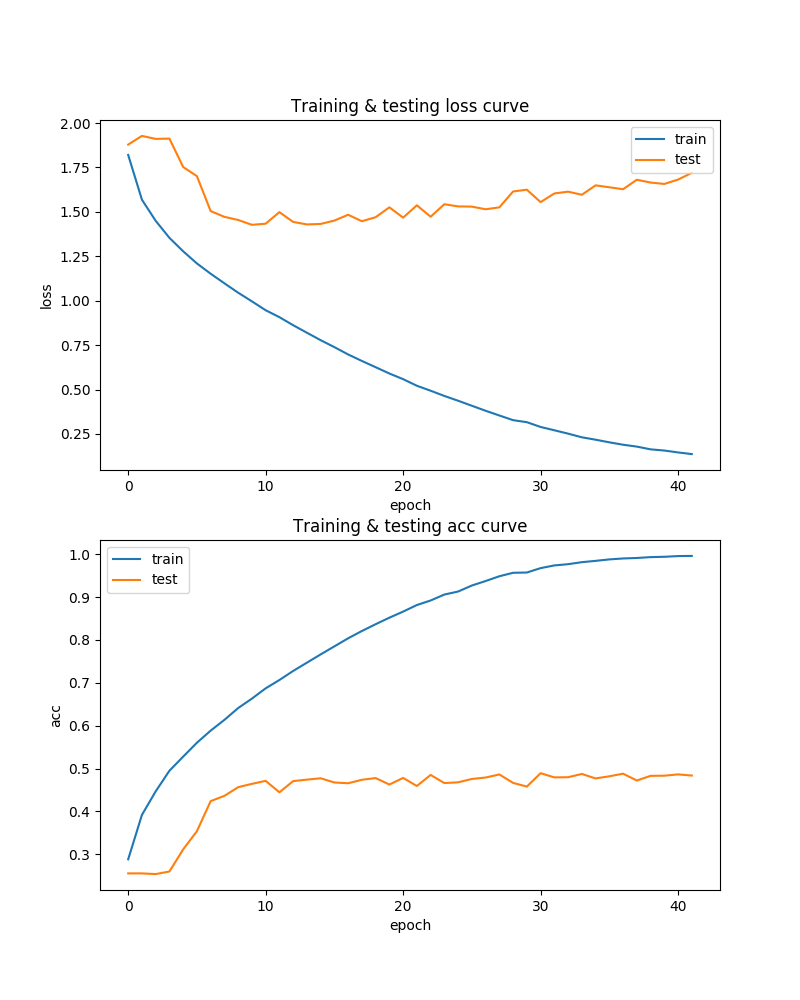 Training & testing loss curve
train
test
2.00
1.75
1.50
1.25
1.00
0.75
0.50
0.25
loss
0 10 20 30 40
epoch
Training & testing acc curve
train
test
1.0
0.9
0.8
0.7
0.6
0.5
0.4
0.3
acc
0 10 20 30 40
epoch